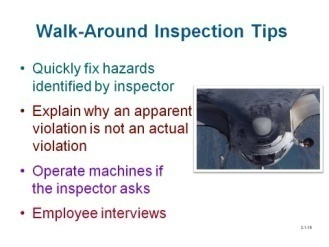 Walk-Around Inspection Tips
• Quickly fix hazards
identified by inspector
• Explain why an apparent
violation is not an actual
violation
• Operate machines if
the inspector asks
• Employee interviews